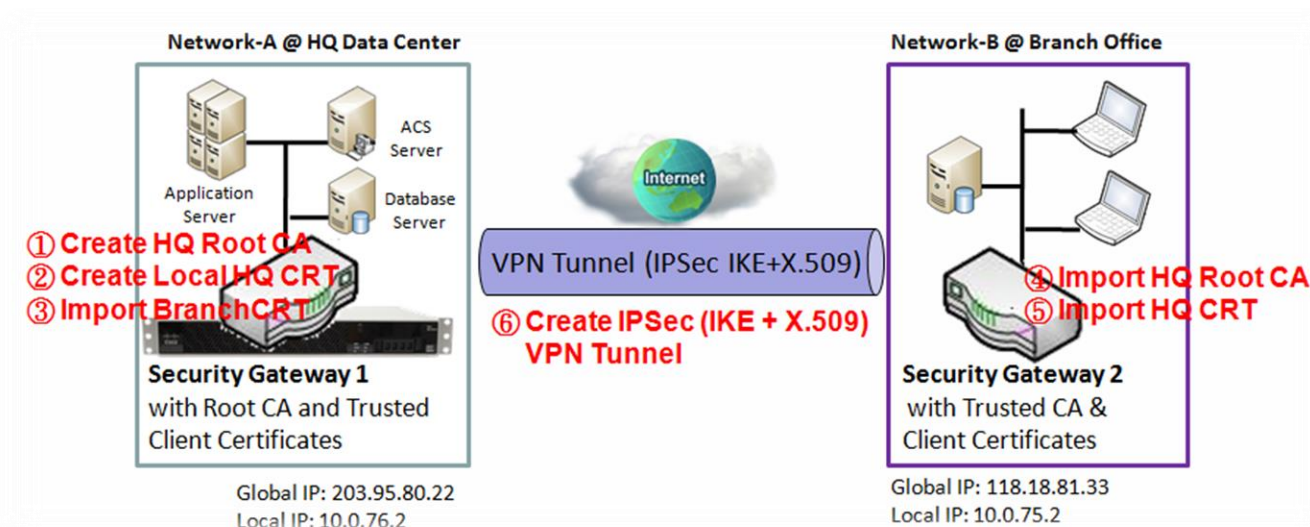 Network-A @ HQ Data Center
Application
Server
ACS
Server
Database
Server
① Create HQ Root CA
② Create Local HQ CRT
③ Import BranchCRT
Security Gateway 1
with Root CA and Trusted
Client Certificates
Global IP: 203.95.80.22
Local IP: 10.0.76.2
Internet
VPN Tunnel (IPSec IKE+X.509)
⑥ Create IPSec (IKE + X.509)
VPN Tunnel
Network-B @ Branch Office
④ Import HQ Root CA
⑤ Import HQ CRT
Security Gateway 2
with Trusted CA &
Client Certificates
Global IP: 118.18.81.33
Local IP: 10.0.75.2